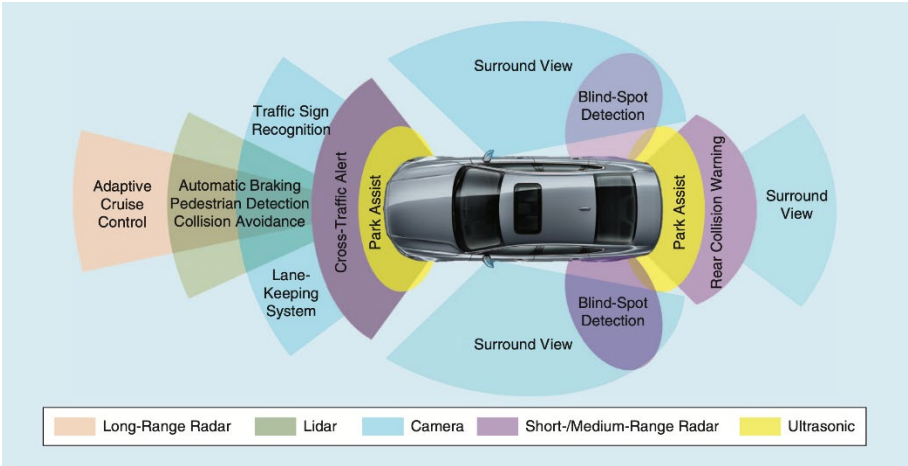 Surround View
Blind-Spot
Detection
Traffic Sign
Recognition
Adaptive
Cruise
Control
Automatic Braking
Pedestrian Detection
Collision Avoidance
Cross-Traffic Alert
Park Assist
Park Assist
Rear Collision Warning
Surround
View
Lane-
Keeping
System
Blind-Spot
Detection
Surround View
Long-Range Radar
Lidar
Camera
Short-/Medium-Range Radar
Ultrasonic